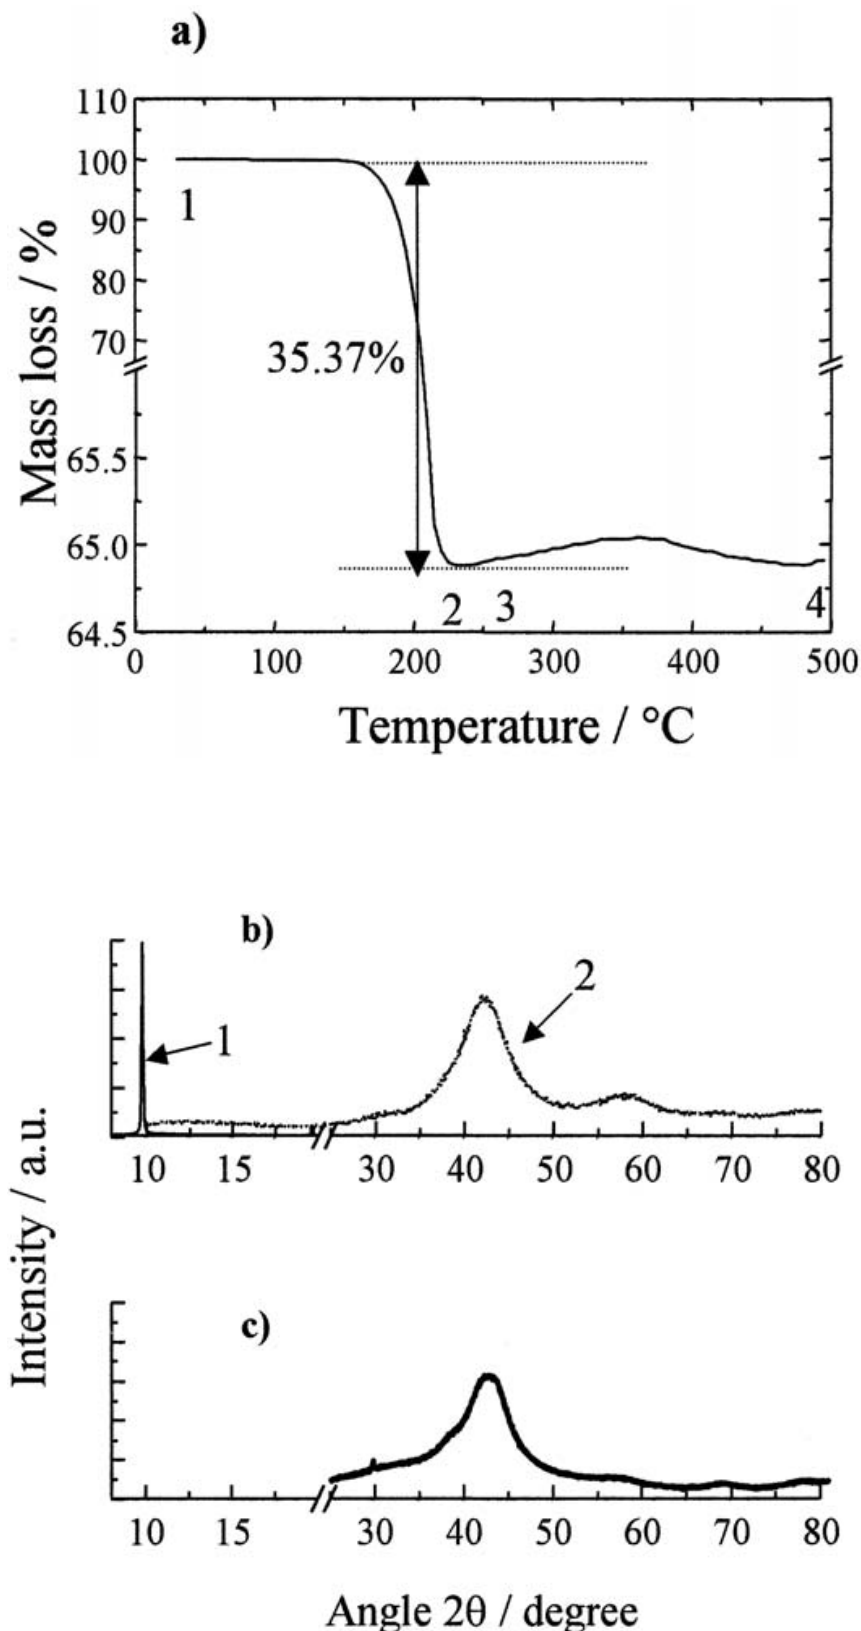 a)
110
100
1
90
80
70
35.37%
65.5
65.0
2 3 4
64.5
0 100 200 300 400 500
Mass loss / %
Temperature / °C
b)
2
1
10 15 30 40 50 60 70 80
Intensity / a.u.
c)
10 15 30 40 50 60 70 80
Angle 2θ / degree